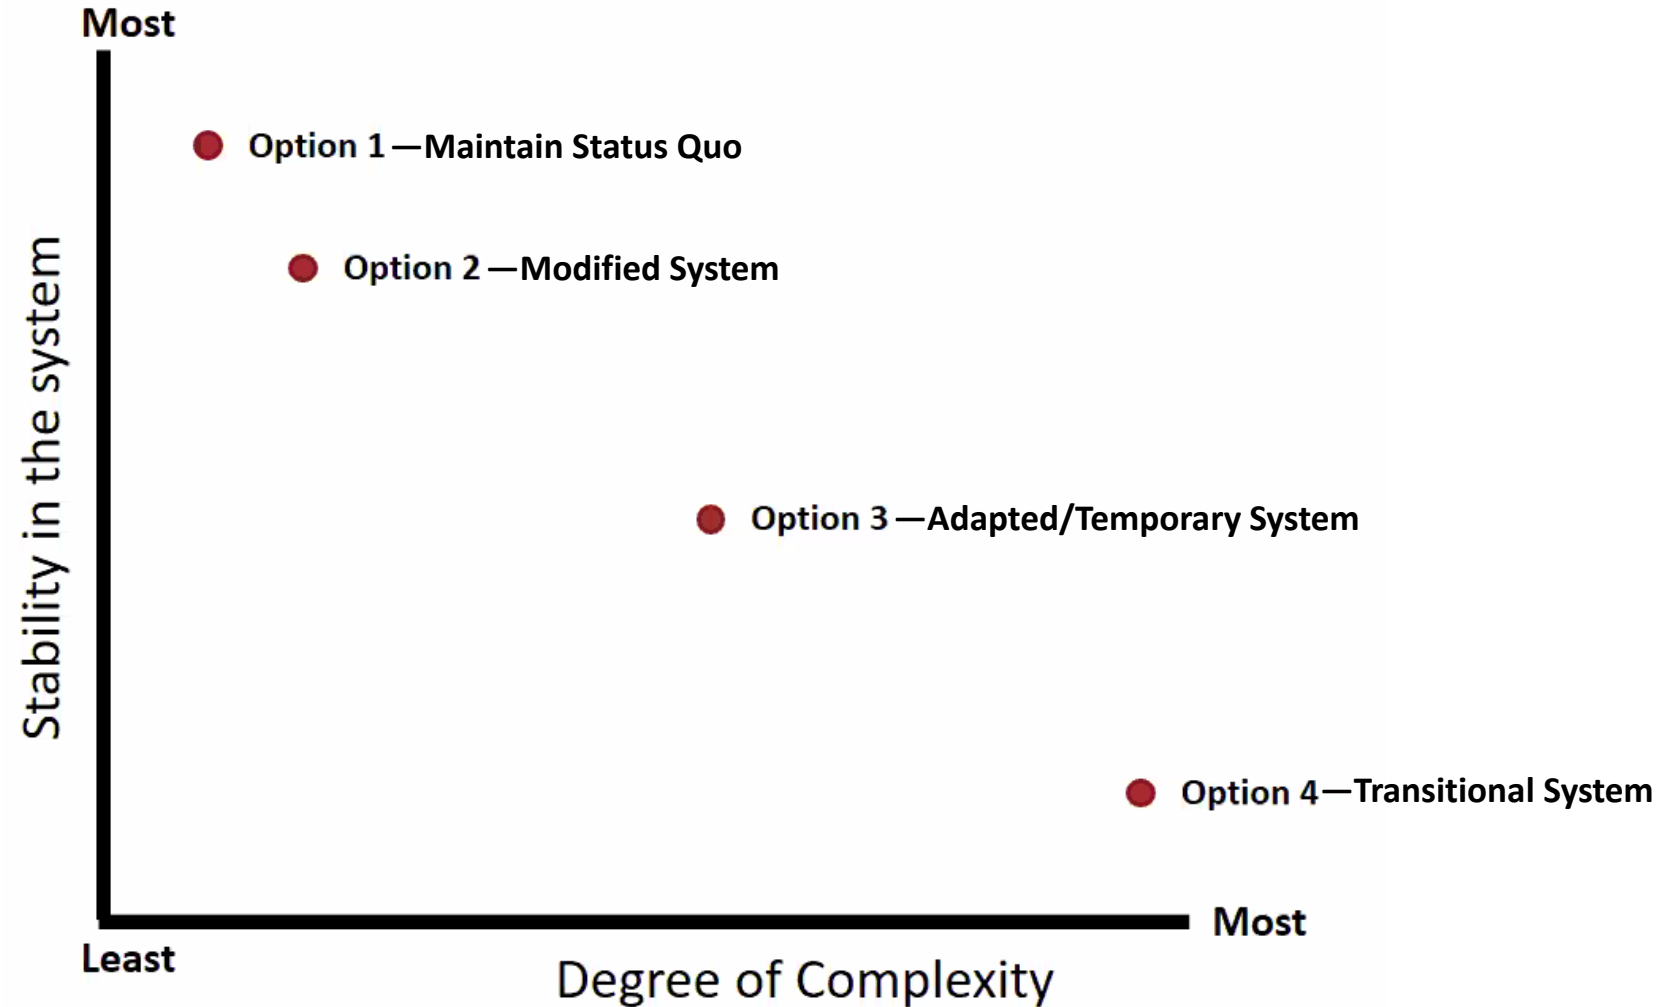 Most
Option 1 —Maintain Status Quo
Option 2 —Modified System
Stability in the system
Option 3 —Adapted/Temporary System
Option 4—Transitional System
Most
Least
Degree of Complexity